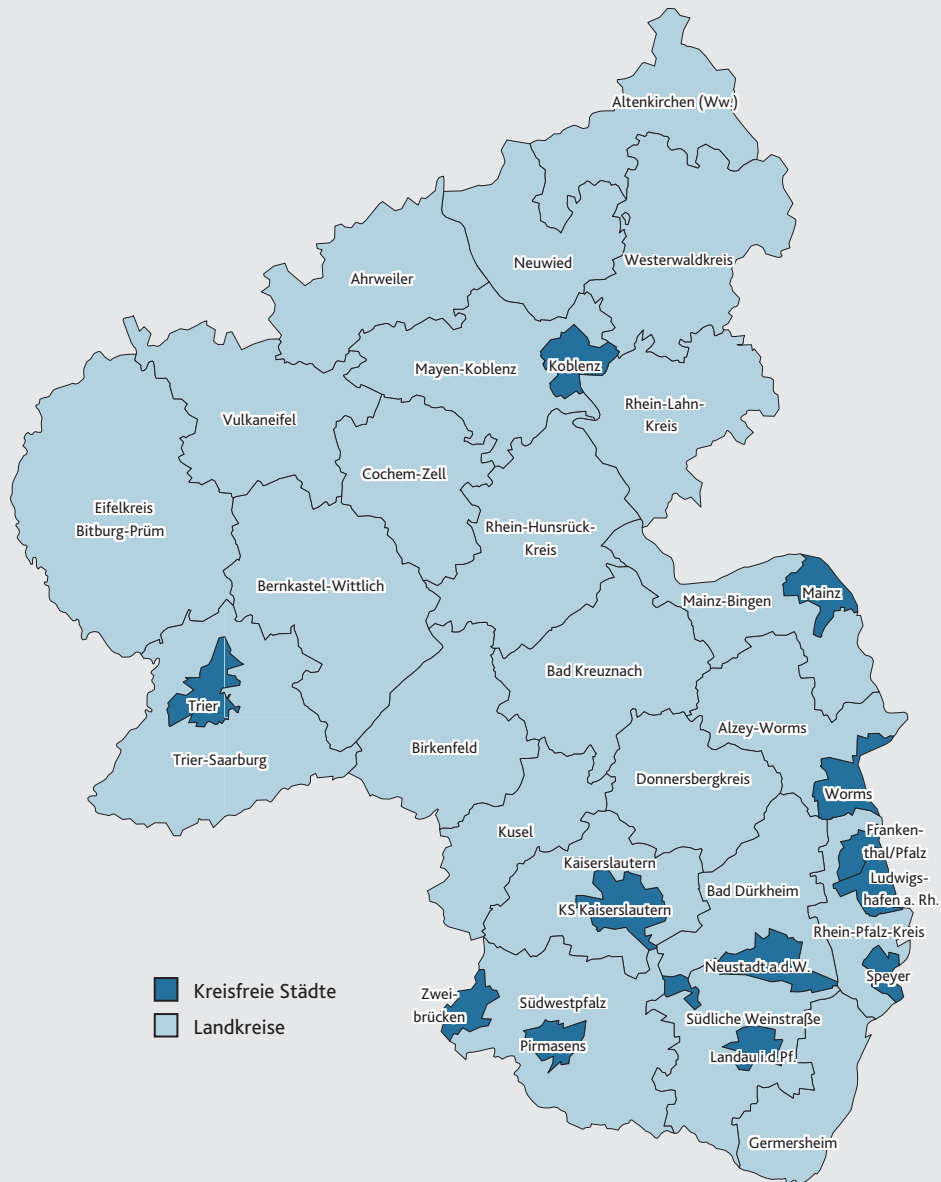 Altenkirchen (Ww.)
Neuwied
Westerwaldkreis
Ahrweiler
Mayen-Koblenz
Koblenz
Rhein-Lahn-
Kreis
Vulkaneifel
Cochem-Zell
Eifelkreis
Bitburg-Prüm
Rhein-Hunsrück-
Kreis
Bernkastel-Wittlich
Mainz-Bingen
Mainz
Bad Kreuznach
Trier
Alzey-Worms
Birkenfeld
Trier-Saarburg
Donnersbergkreis
Worms
Kusel
Franken-
thal/Pfalz
Kaiserslautern
Ludwigs-
hafen a. Rh.
Bad Dürkheim
KS Kaiserslautern
Rhein-Pfalz-Kreis
Neustadt a.d.W.
Speyer
Kreisfreie Städte
Landkreise
Zwei-
brücken
Südwestpfalz
Südliche Weinstraße
Pirmasens
Landau i.d.Pf.
Germersheim